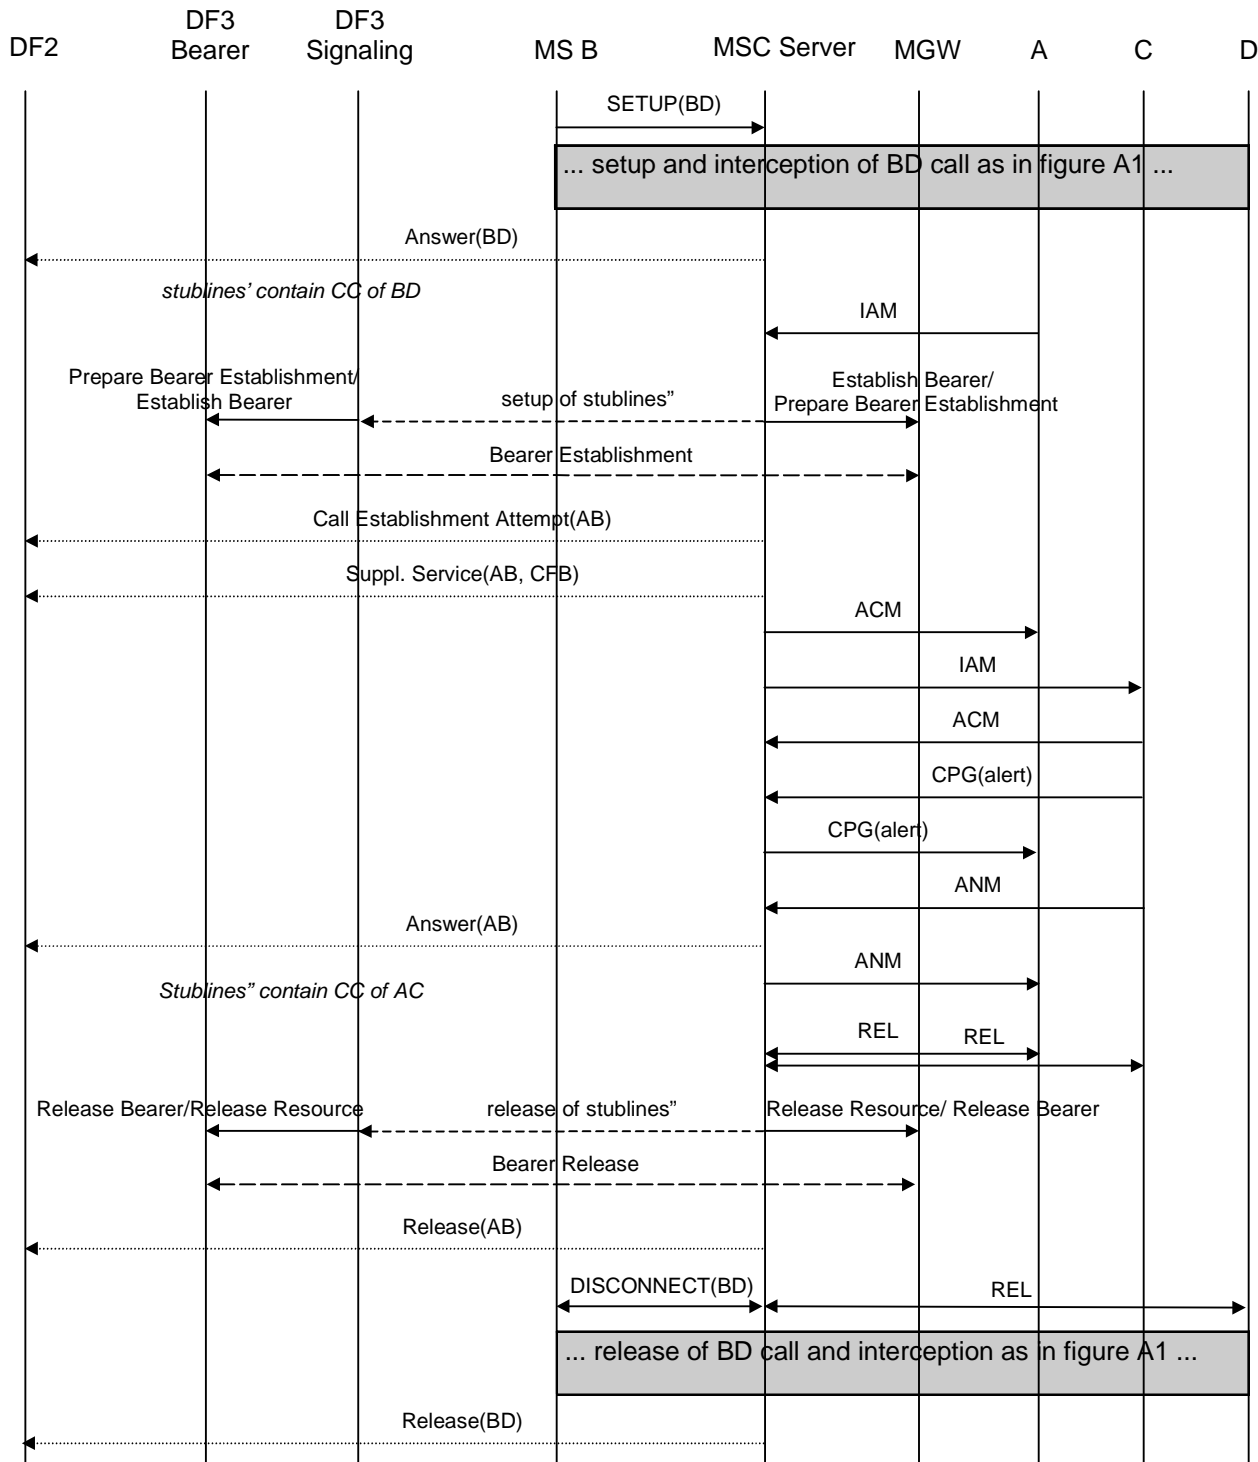 DF2
DF3
Bearer
DF3
Signaling
MS B
MSC Server
MGW
A
C
D
SETUP(BD)
... setup and interception of BD call as in figure A1 ...
Answer(BD)
stublines’ contain CC of BD
IAM
Prepare Bearer Establishment/
Establish Bearer
setup of stublines”
Establish Bearer/
Prepare Bearer Establishment
Bearer Establishment
Call Establishment Attempt(AB)
Suppl. Service(AB, CFB)
ACM
IAM
ACM
CPG(alert)
CPG(alert)
ANM
Answer(AB)
ANM
Stublines” contain CC of AC
REL
REL
Release Bearer/Release Resource
release of stublines”
Release Resource/ Release Bearer
Bearer Release
Release(AB)
DISCONNECT(BD)
REL
... release of BD call and interception as in figure A1 ...
Release(BD)